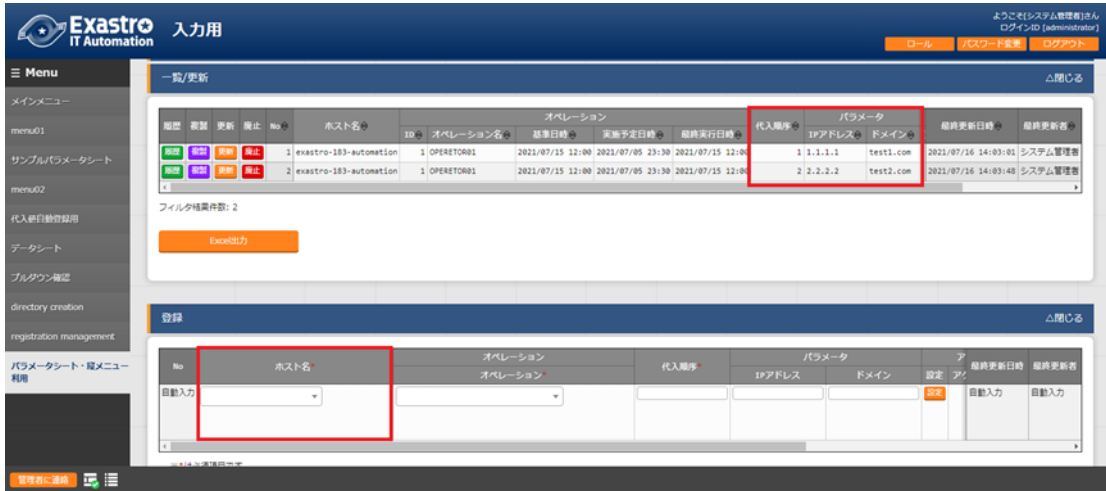 Exastro
IT Automation
入力用
ようこそ[システム管理者]さん
ログインID [administrator]
ロール パスワード変更 ログアウト
Menu
メインメニュー
menu01
サンプルパラメータシート
menu02
代入値自動登録用
データシート
プルダウン確認
directory creation
registration management
パラメータシート・縦メニュー
利用
一覧/更新 △閉じる
履歴 複製 更新 廃止 No ホスト名 オペレーション 代入順序 パラメータ 最終更新日時 最終更新者
ID オペレーション名 基準日時 実施予定日時 最終実行日時 IPアドレス ドメイン
履歴 複製 更新 廃止 1 exastro-183-automation 1 OPERETOR01 2021/07/15 12:00 2021/07/05 23:30 2021/07/15 12:00 1 1.1.1.1 test1.com 2021/07/16 14:03:01 システム管理者
履歴 複製 更新 廃止 2 exastro-183-automation 1 OPERETOR01 2021/07/15 12:00 2021/07/05 23:30 2021/07/15 12:00 2 2.2.2.2 test2.com 2021/07/16 14:03:48 システム管理者
フィルタ結果件数: 2
Excel出力
登録 △閉じる
No ホスト名* オペレーション 代入順序* パラメータ ア 最終更新日時 最終更新者
オペレーション* IPアドレス ドメイン 設定 アク
自動入力 設定 自動入力 自動入力
管理者に連絡